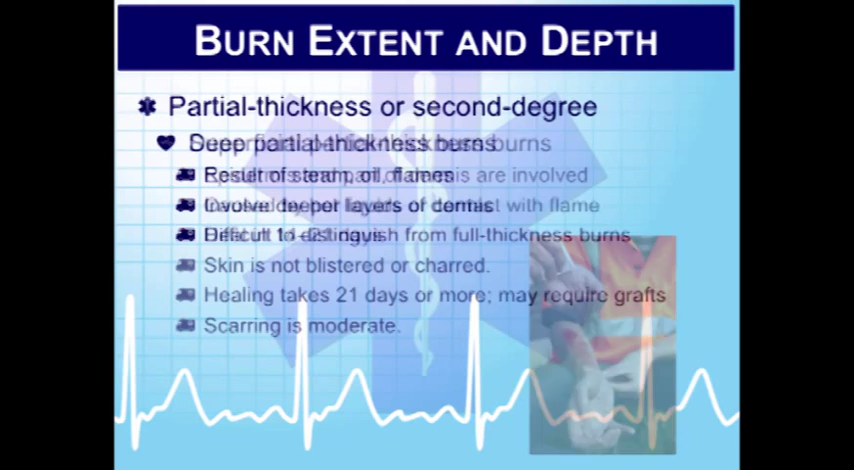 BURN EXTENT AND DEPTH
Partial-thickness or second-degree
Deep partial-thickness burns
Result of steam, oil, flames
Involve deeper layers of dermis
Difficult to distinguish from full-thickness burns
Skin is not blistered or charred.
Healing takes 21 days or more; may require grafts
Scarring is moderate.